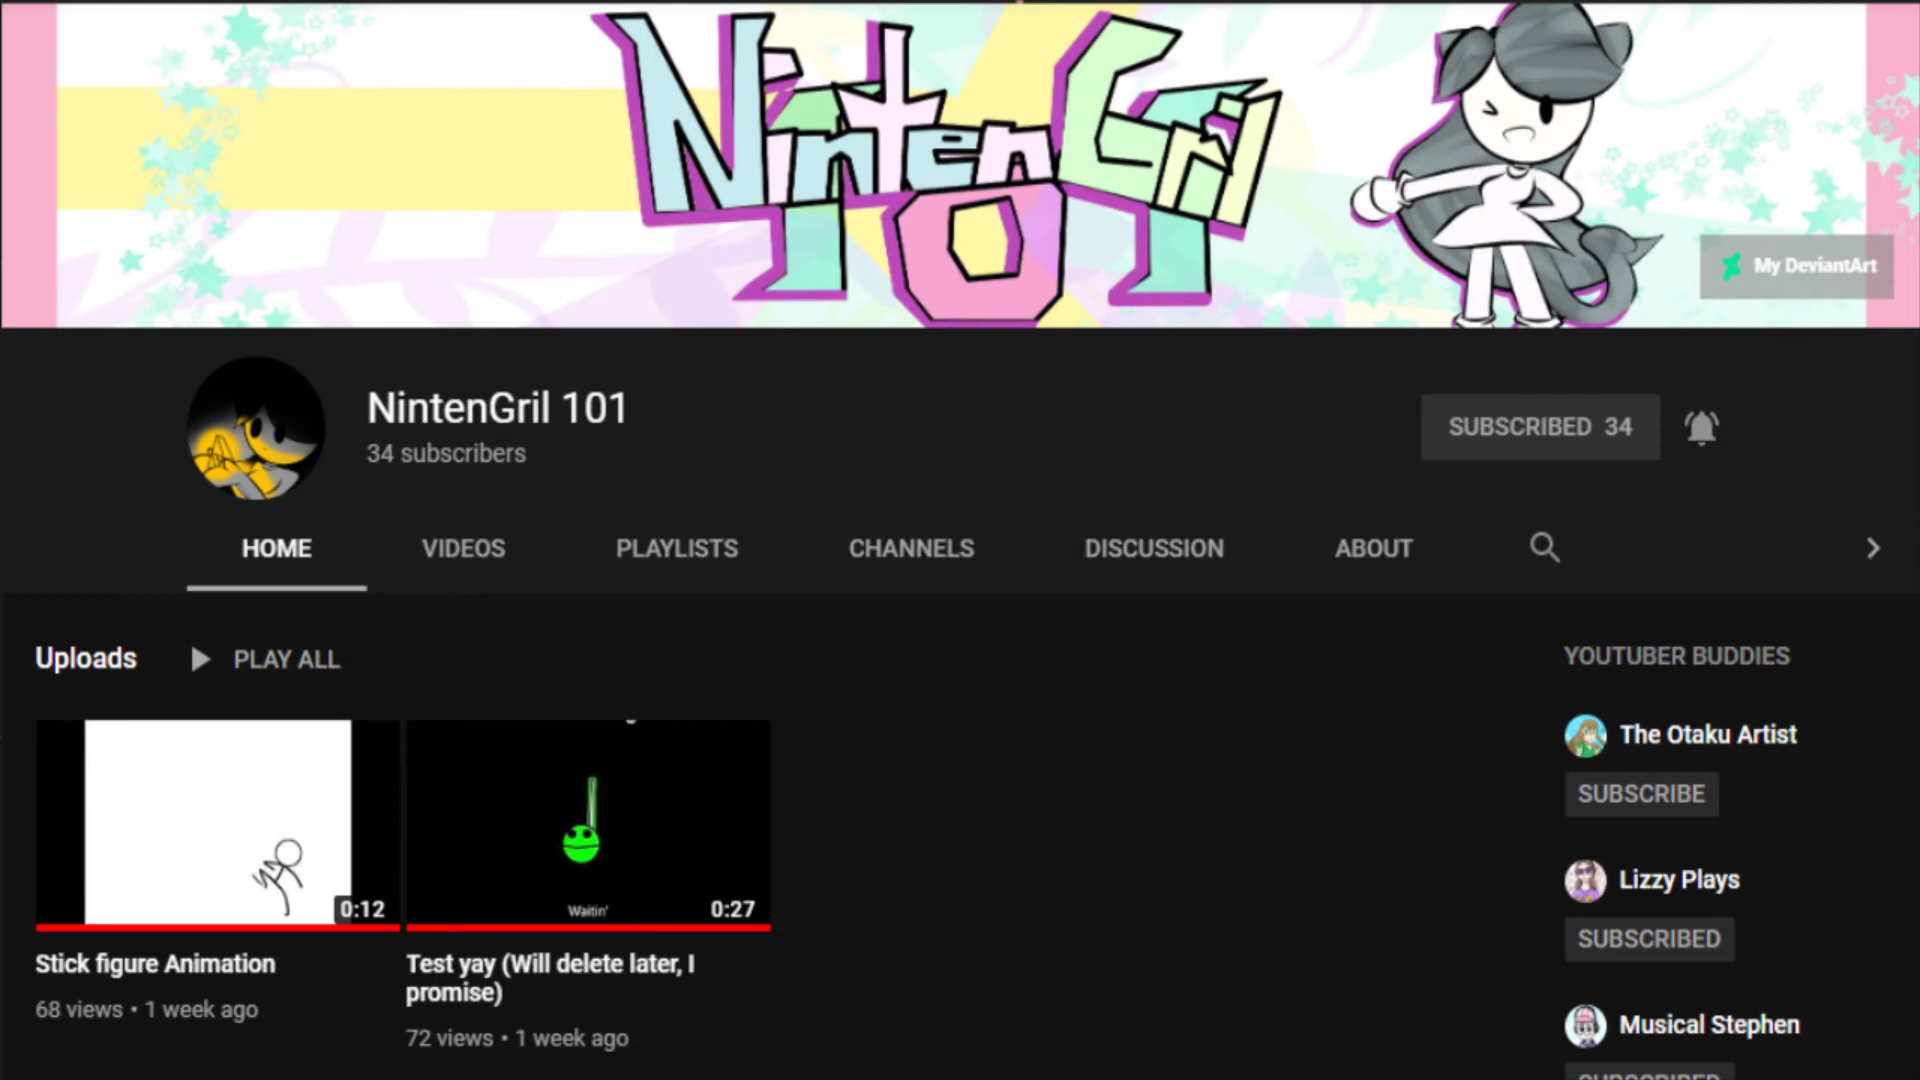 NintenGril
101
My DeviantArt
NintenGril 101
34 subscribers
SUBSCRIBED 34
HOME VIDEOS PLAYLISTS CHANNELS DISCUSSION ABOUT
Uploads PLAY ALL
0:12
Stick figure Animation
68 views • 1 week ago
Waitin'
0:27
Test yay (Will delete later, I
promise)
72 views • 1 week ago
YOUTUBER BUDDIES
The Otaku Artist
SUBSCRIBE
Lizzy Plays
SUBSCRIBED
Musical Stephen
SUBSCRIBED